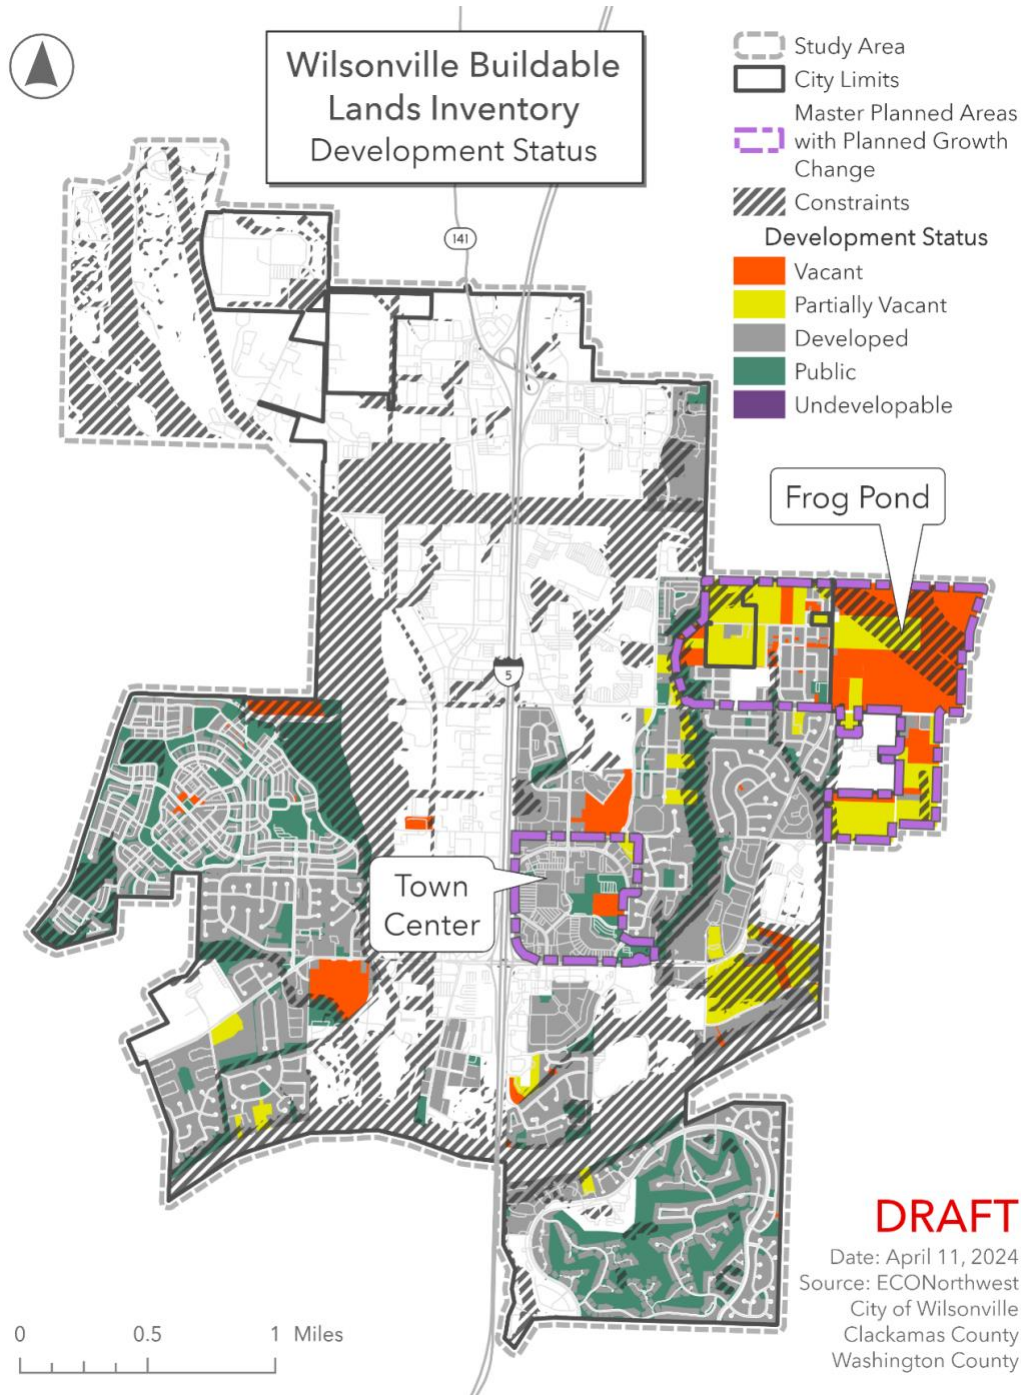 Wilsonville Buildable
Lands Inventory
Development Status
Study Area
City Limits
Master Planned Areas
with Planned Growth
Change
Constraints
Development Status
Vacant
Partially Vacant
Developed
Public
Undevelopable
141
Frog Pond
5
Town
Center
DRAFT
Date: April 11, 2024
Source: ECONorthwest
City of Wilsonville
Clackamas County
Washington County
0 0.5 1 Miles